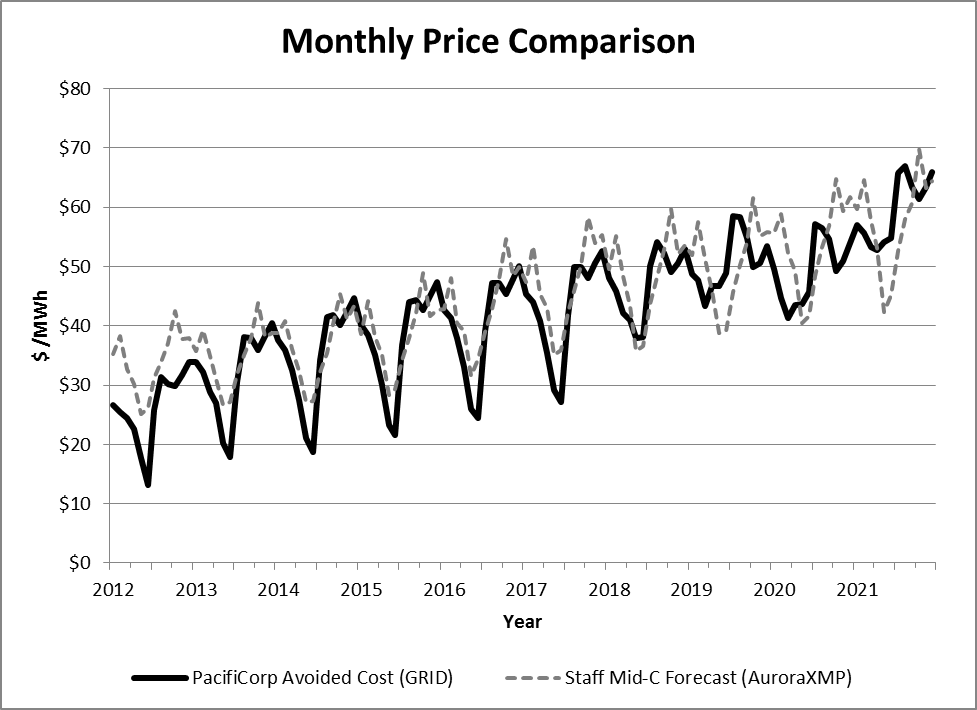 Monthly Price Comparison
$80
$70
$60
$50
$40
$30
$20
$10
$0
$ /MWh
2012 2013 2014 2015 2016 2017 2018 2019 2020 2021
Year
PacifiCorp Avoided Cost (GRID) Staff Mid-C Forecast (AuroraXMP)